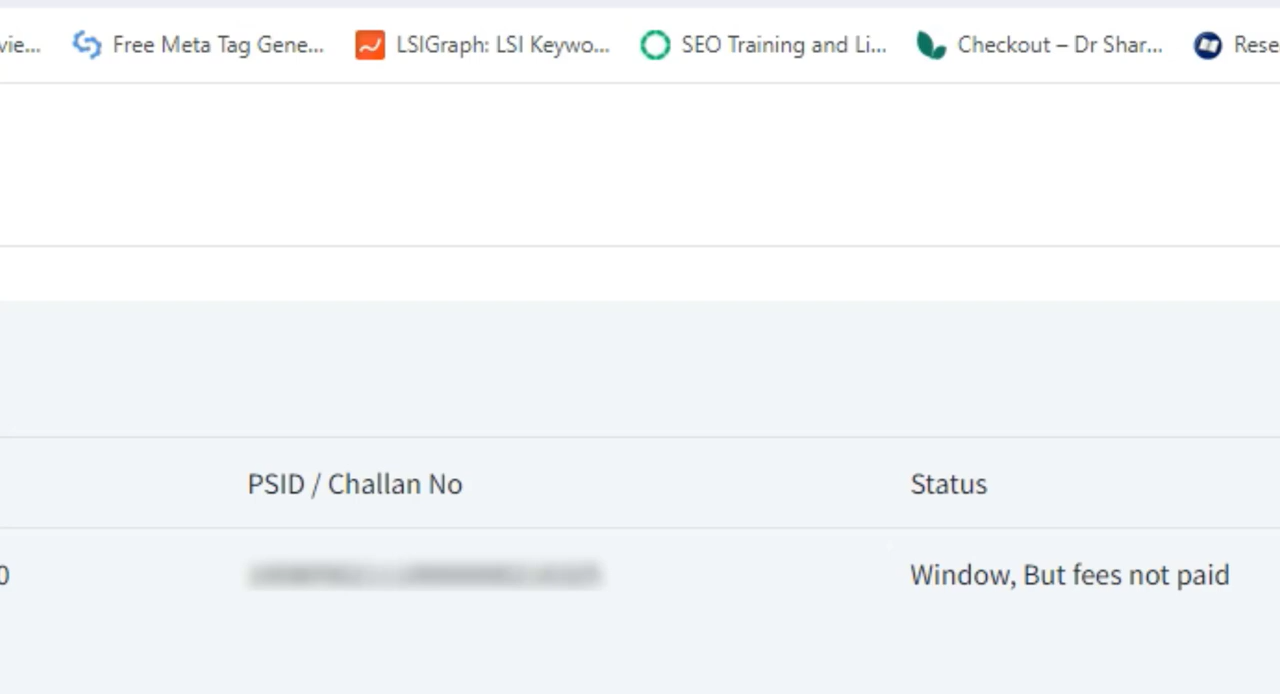 vie... Free Meta Tag Gene... LSIGraph: LSI Keywo... SEO Training and Li... Checkout – Dr Shar... Rese
PSID / Challan No Status
0 Window, But fees not paid